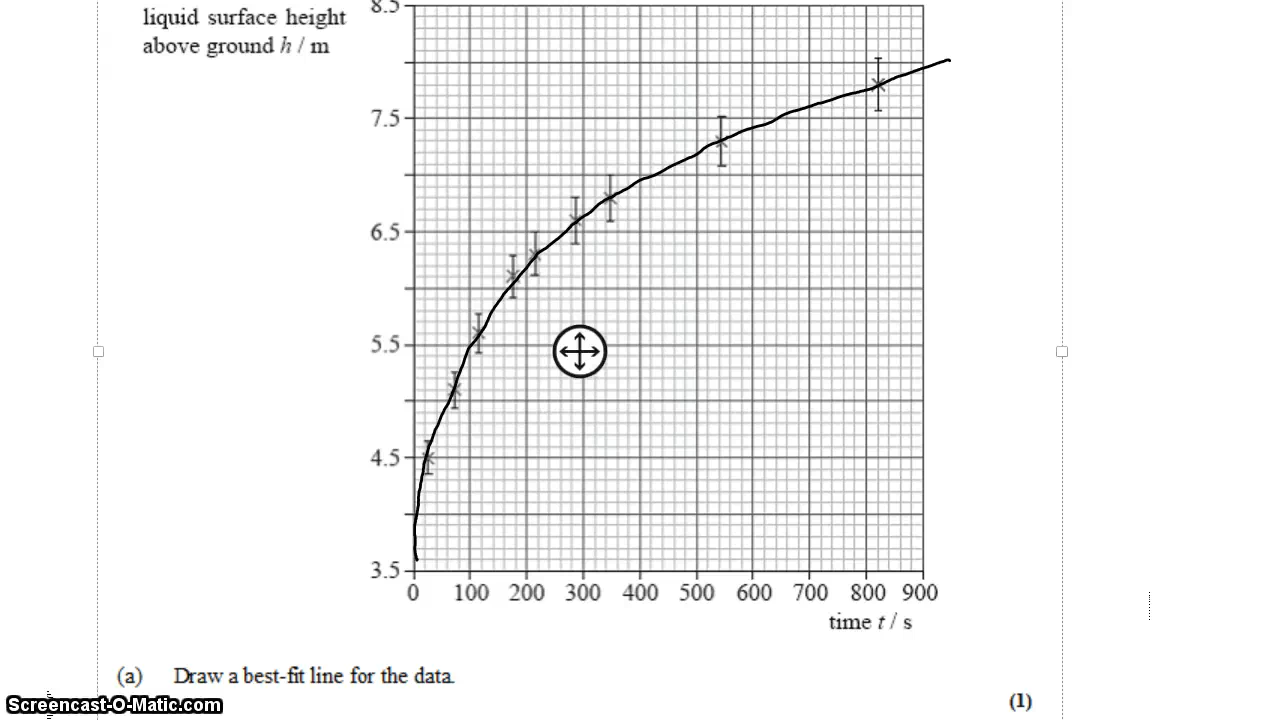 8.5
liquid surface height
above ground h / m
7.5
6.5
5.5
4.5
3.5
0 100 200 300 400 500 600 700 800 900
time t / s
(a) Draw a best-fit line for the data.
(1)
Screencast-O-Matic.com